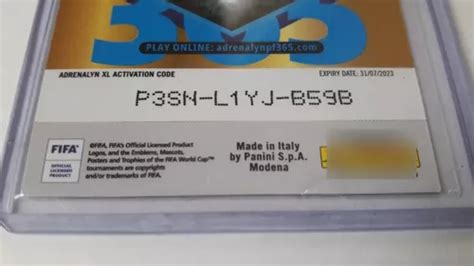 365
PLAY ONLINE: adrenalynpf365.com
ADRENALYN XL ACTIVATION CODE
EXPIRY DATE: 31/07/2023
P3SN-L1YJ-B59B
FIFA®
OFFICIAL
LICENSED
PRODUCT
©FIFA, FIFA's Official Licensed Product
Logos, and the Emblems, Mascots,
Posters and Trophies of the FIFA World Cup™
tournaments are copyrights
and/or trademarks of FIFA.
Made in Italy
by Panini S.p.A.
Modena